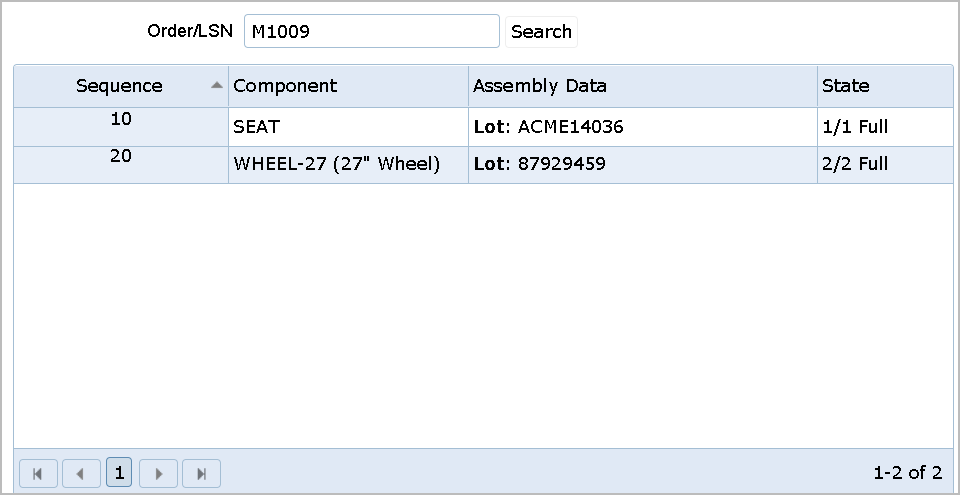 Order/LSN M1009 Search
Sequence Component Assembly Data State
10 SEAT Lot: ACME14036 1/1 Full
20 WHEEL-27 (27" Wheel) Lot: 87929459 2/2 Full
1 1-2 of 2